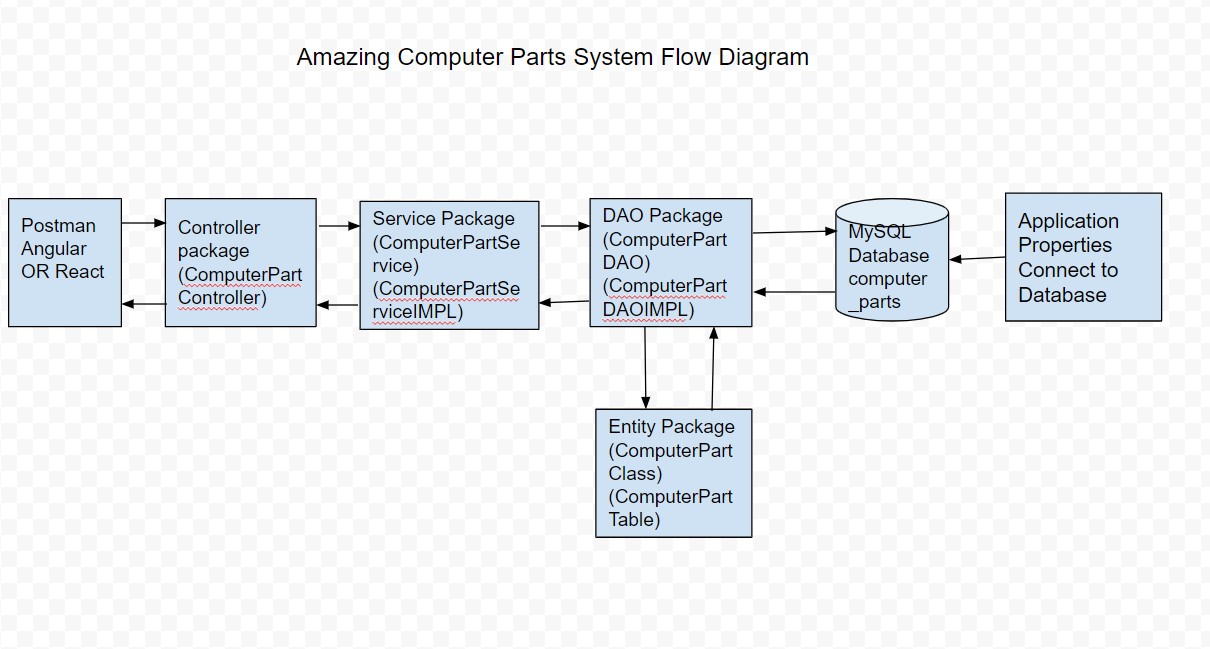 Amazing Computer Parts System Flow Diagram
Postman
Angular
OR React
Controller
package
(ComputerPart
Controller)
Service Package
(ComputerPartSe
rvice)
(ComputerPartSe
rviceIMPL)
DAO Package
(ComputerPart
DAO)
(ComputerPart
DAOIMPL)
MySQL
Database
computer
_parts
Application
Properties
Connect to
Database
Entity Package
(ComputerPart
Class)
(ComputerPart
Table)